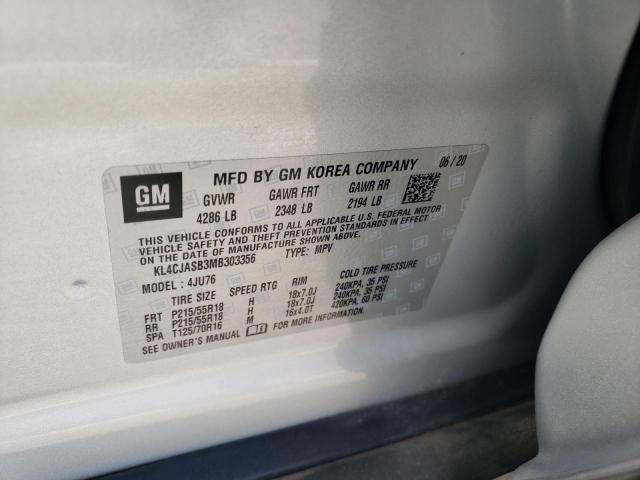 GM
MFD BY GM KOREA COMPANY 06/20
GVWR GAWR FRT GAWR RR
4286 LB 2348 LB 2194 LB
THIS VEHICLE CONFORMS TO ALL APPLICABLE U.S. FEDERAL MOTOR
VEHICLE SAFETY AND THEFT PREVENTION STANDARDS IN EFFECT
ON THE DATE OF MANUFACTURE SHOWN ABOVE.
KL4CJASB3MB303356 TYPE: MPV
MODEL: 4JU76
TIRE SIZE SPEED RTG RIM COLD TIRE PRESSURE
FRT P215/55R18 H 18x7.0J 240KPA, 35 PSI
RR P215/55R18 H 18x7.0J 240KPA, 35 PSI
SPA T125/70R16 M 16x4.0T 420KPA, 60 PSI
SEE OWNER'S MANUAL FOR MORE INFORMATION.